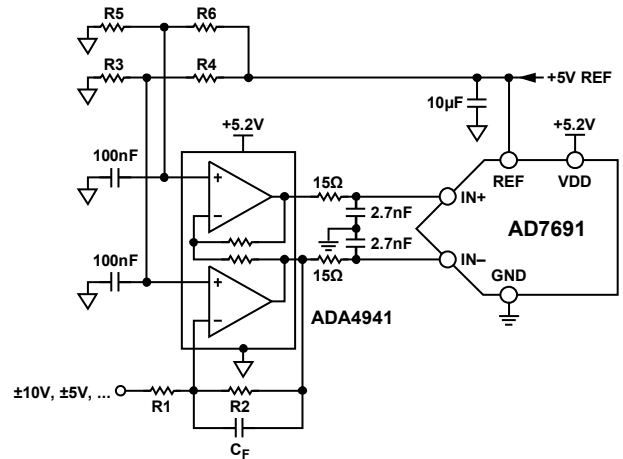 R5
R6
R3
R4
+5V REF
10µF
+5.2V
+5.2V
100nF
REF
VDD
+
15Ω
IN+
2.7nF
–
AD7691
2.7nF
100nF
IN–
+
15Ω
GND
–
ADA4941
±10V, ±5V, ...
R1
R2
CF